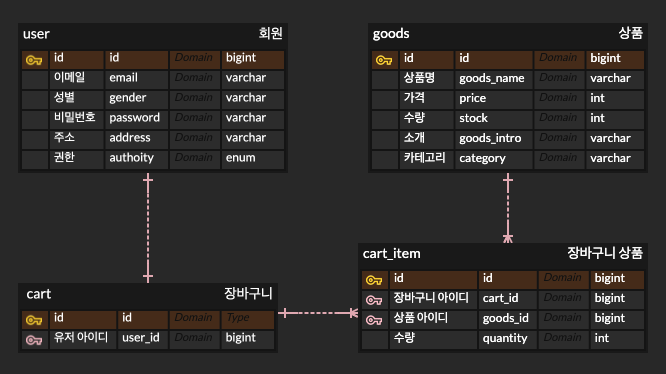 user 회원
id id Domain bigint
이메일 email Domain varchar
성별 gender Domain varchar
비밀번호 password Domain varchar
주소 address Domain varchar
권한 authoity Domain enum
goods 상품
id id Domain bigint
상품명 goods_name Domain varchar
가격 price Domain int
수량 stock Domain int
소개 goods_intro Domain varchar
카테고리 category Domain varchar
cart 장바구니
id id Domain Type
유저 아이디 user_id Domain bigint
cart_item 장바구니 상품
id id Domain bigint
장바구니 아이디 cart_id Domain bigint
상품 아이디 goods_id Domain bigint
수량 quantity Domain int